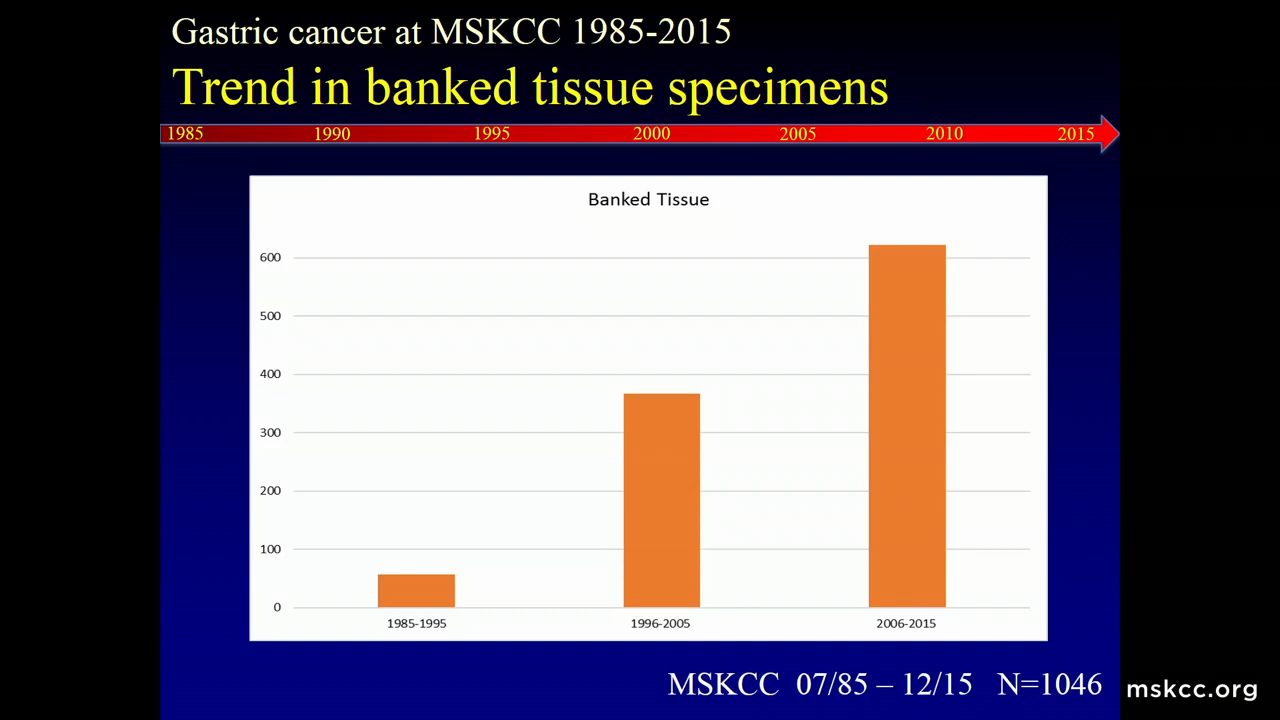 Gastric cancer at MSKCC 1985-2015
Trend in banked tissue specimens
1985 1990 1995 2000 2005 2010 2015
Banked Tissue
600
500
400
300
200
100
0
1985-1995 1996-2005 2006-2015
MSKCC 07/85 – 12/15 N=1046
mskcc.org